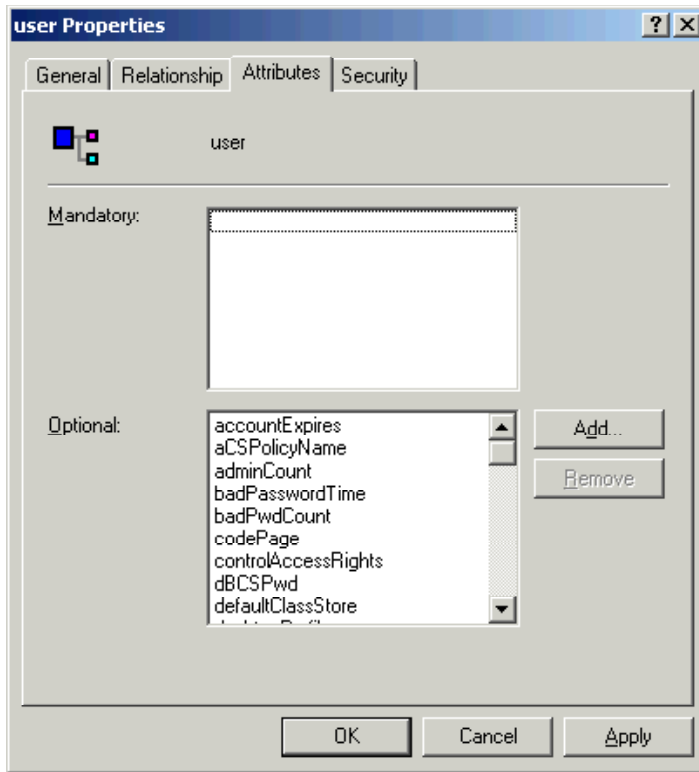 user Properties
General Relationship Attributes Security
user
Mandatory:
Optional:
accountExpires
aCSPolicyName
adminCount
badPasswordTime
badPwdCount
codePage
controlAccessRights
dBCSPwd
defaultClassStore
Add...
Remove
OK Cancel Apply